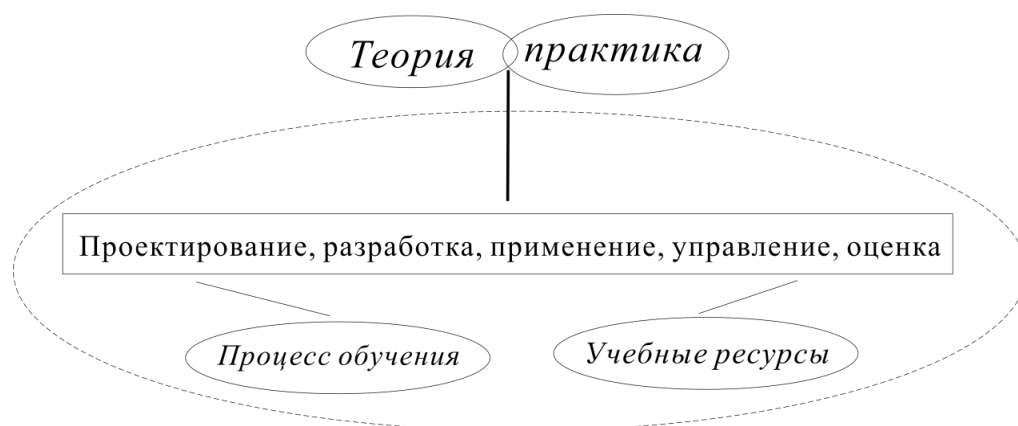 Теория практика
Проектирование, разработка, применение, управление, оценка
Процесс обучения
Учебные ресурсы